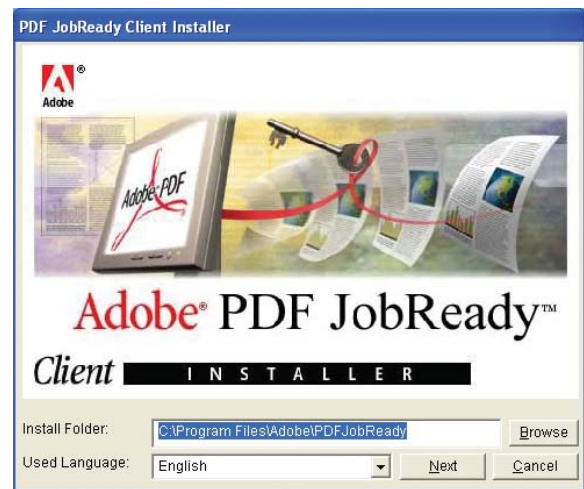 PDF JobReady Client Installer
®
Adobe
Adobe PDF
Adobe® PDF JobReady™
Client INSTALLER
Install Folder: C:\Program Files\Adobe\PDFJobReady Browse
Used Language: English Next Cancel